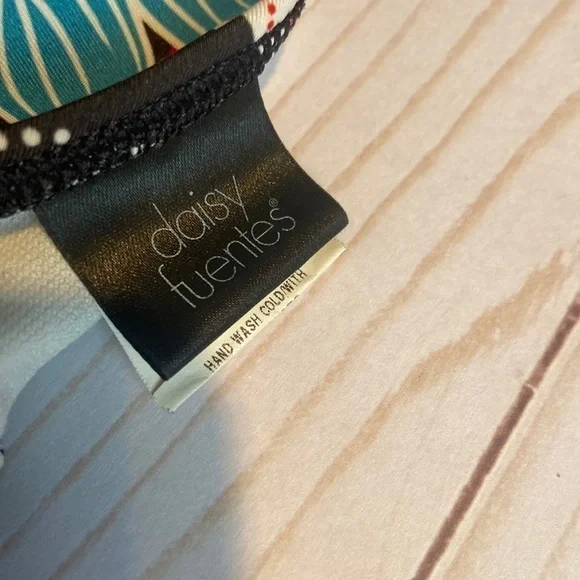 daisy
fuentes®
HAND WASH COLD/WITH